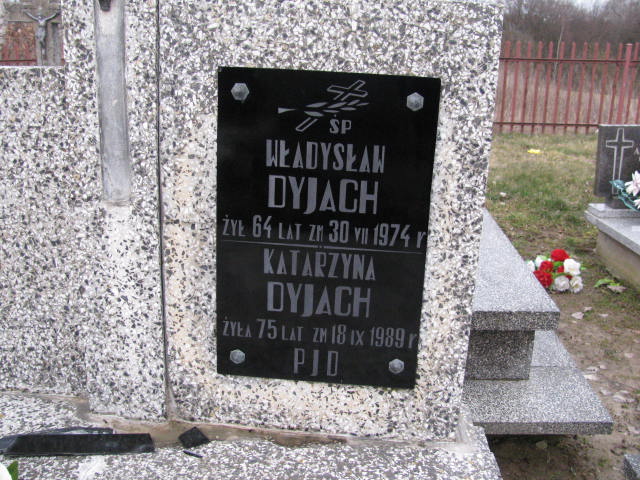 ŚP
WŁADYSŁAW
DYJACH
ŻYŁ 64 LAT ZM 30 VII 1974 r
KATARZYNA
DYJACH
ŻYŁA 75 LAT ZM 18 IX 1989 r
PJD